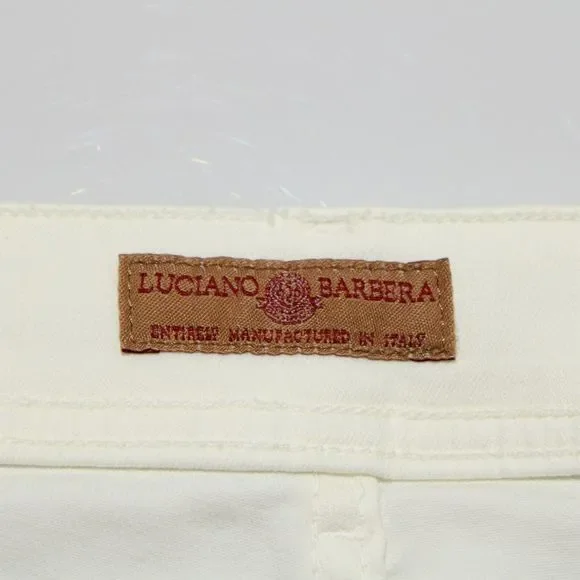 LUCIANO BARBERA
ENTIRELY MANUFACTURED IN ITALY